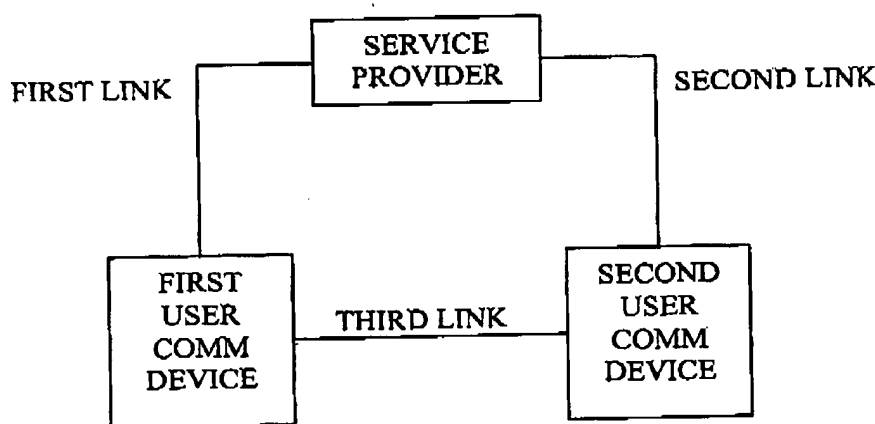 SERVICE
PROVIDER
FIRST LINK
SECOND LINK
FIRST
USER
COMM
DEVICE
THIRD LINK
SECOND
USER
COMM
DEVICE